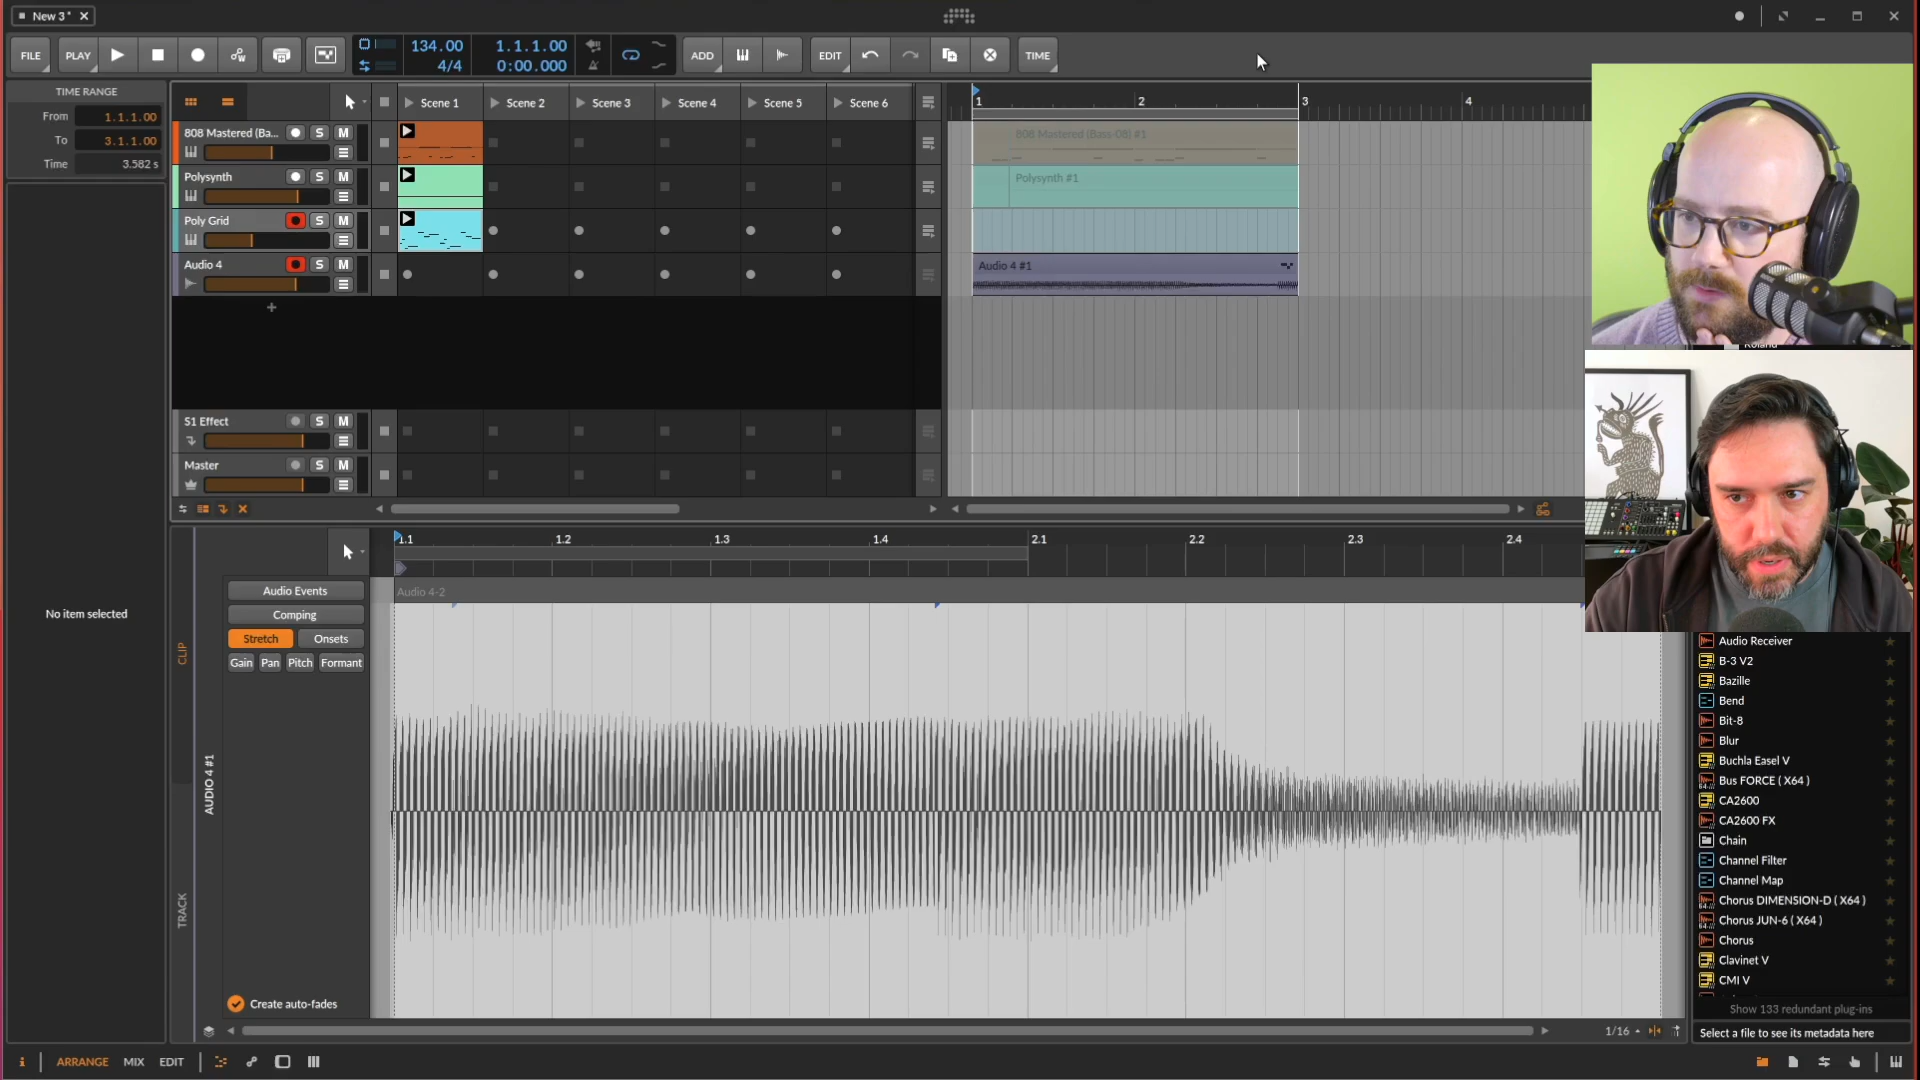 New 3*
FILE
PLAY
134.00
4/4
1.1.1.00
0:00.000
ADD
EDIT
TIME
TIME RANGE
From 1.1.1.00
To 3.1.1.00
Time 3.582 s
No item selected
Scene 1
Scene 2
Scene 3
Scene 4
Scene 5
Scene 6
808 Mastered (Ba... S M
Polysynth S M
Poly Grid S M
Audio 4 S M
S1 Effect S M
Master S M
1 2 3 4
808 Mastered (Bass-08) #1
Polysynth #1
Audio 4 #1
1.1 1.2 1.3 1.4 2.1 2.2 2.3 2.4
Audio 4-2
CLIP
TRACK
AUDIO 4 #1
Audio Events
Comping
Stretch Onsets
Gain Pan Pitch Formant
Create auto-fades
1/16
Roland
Audio Receiver
B-3 V2
Bazille
Bend
Bit-8
Blur
Buchla Easel V
Bus FORCE ( X64 )
CA2600
CA2600 FX
Chain
Channel Filter
Channel Map
Chorus DIMENSION-D ( X64 )
Chorus JUN-6 ( X64 )
Chorus
Clavinet V
CMI V
Show 133 redundant plug-ins
Select a file to see its metadata here
i ARRANGE MIX EDIT